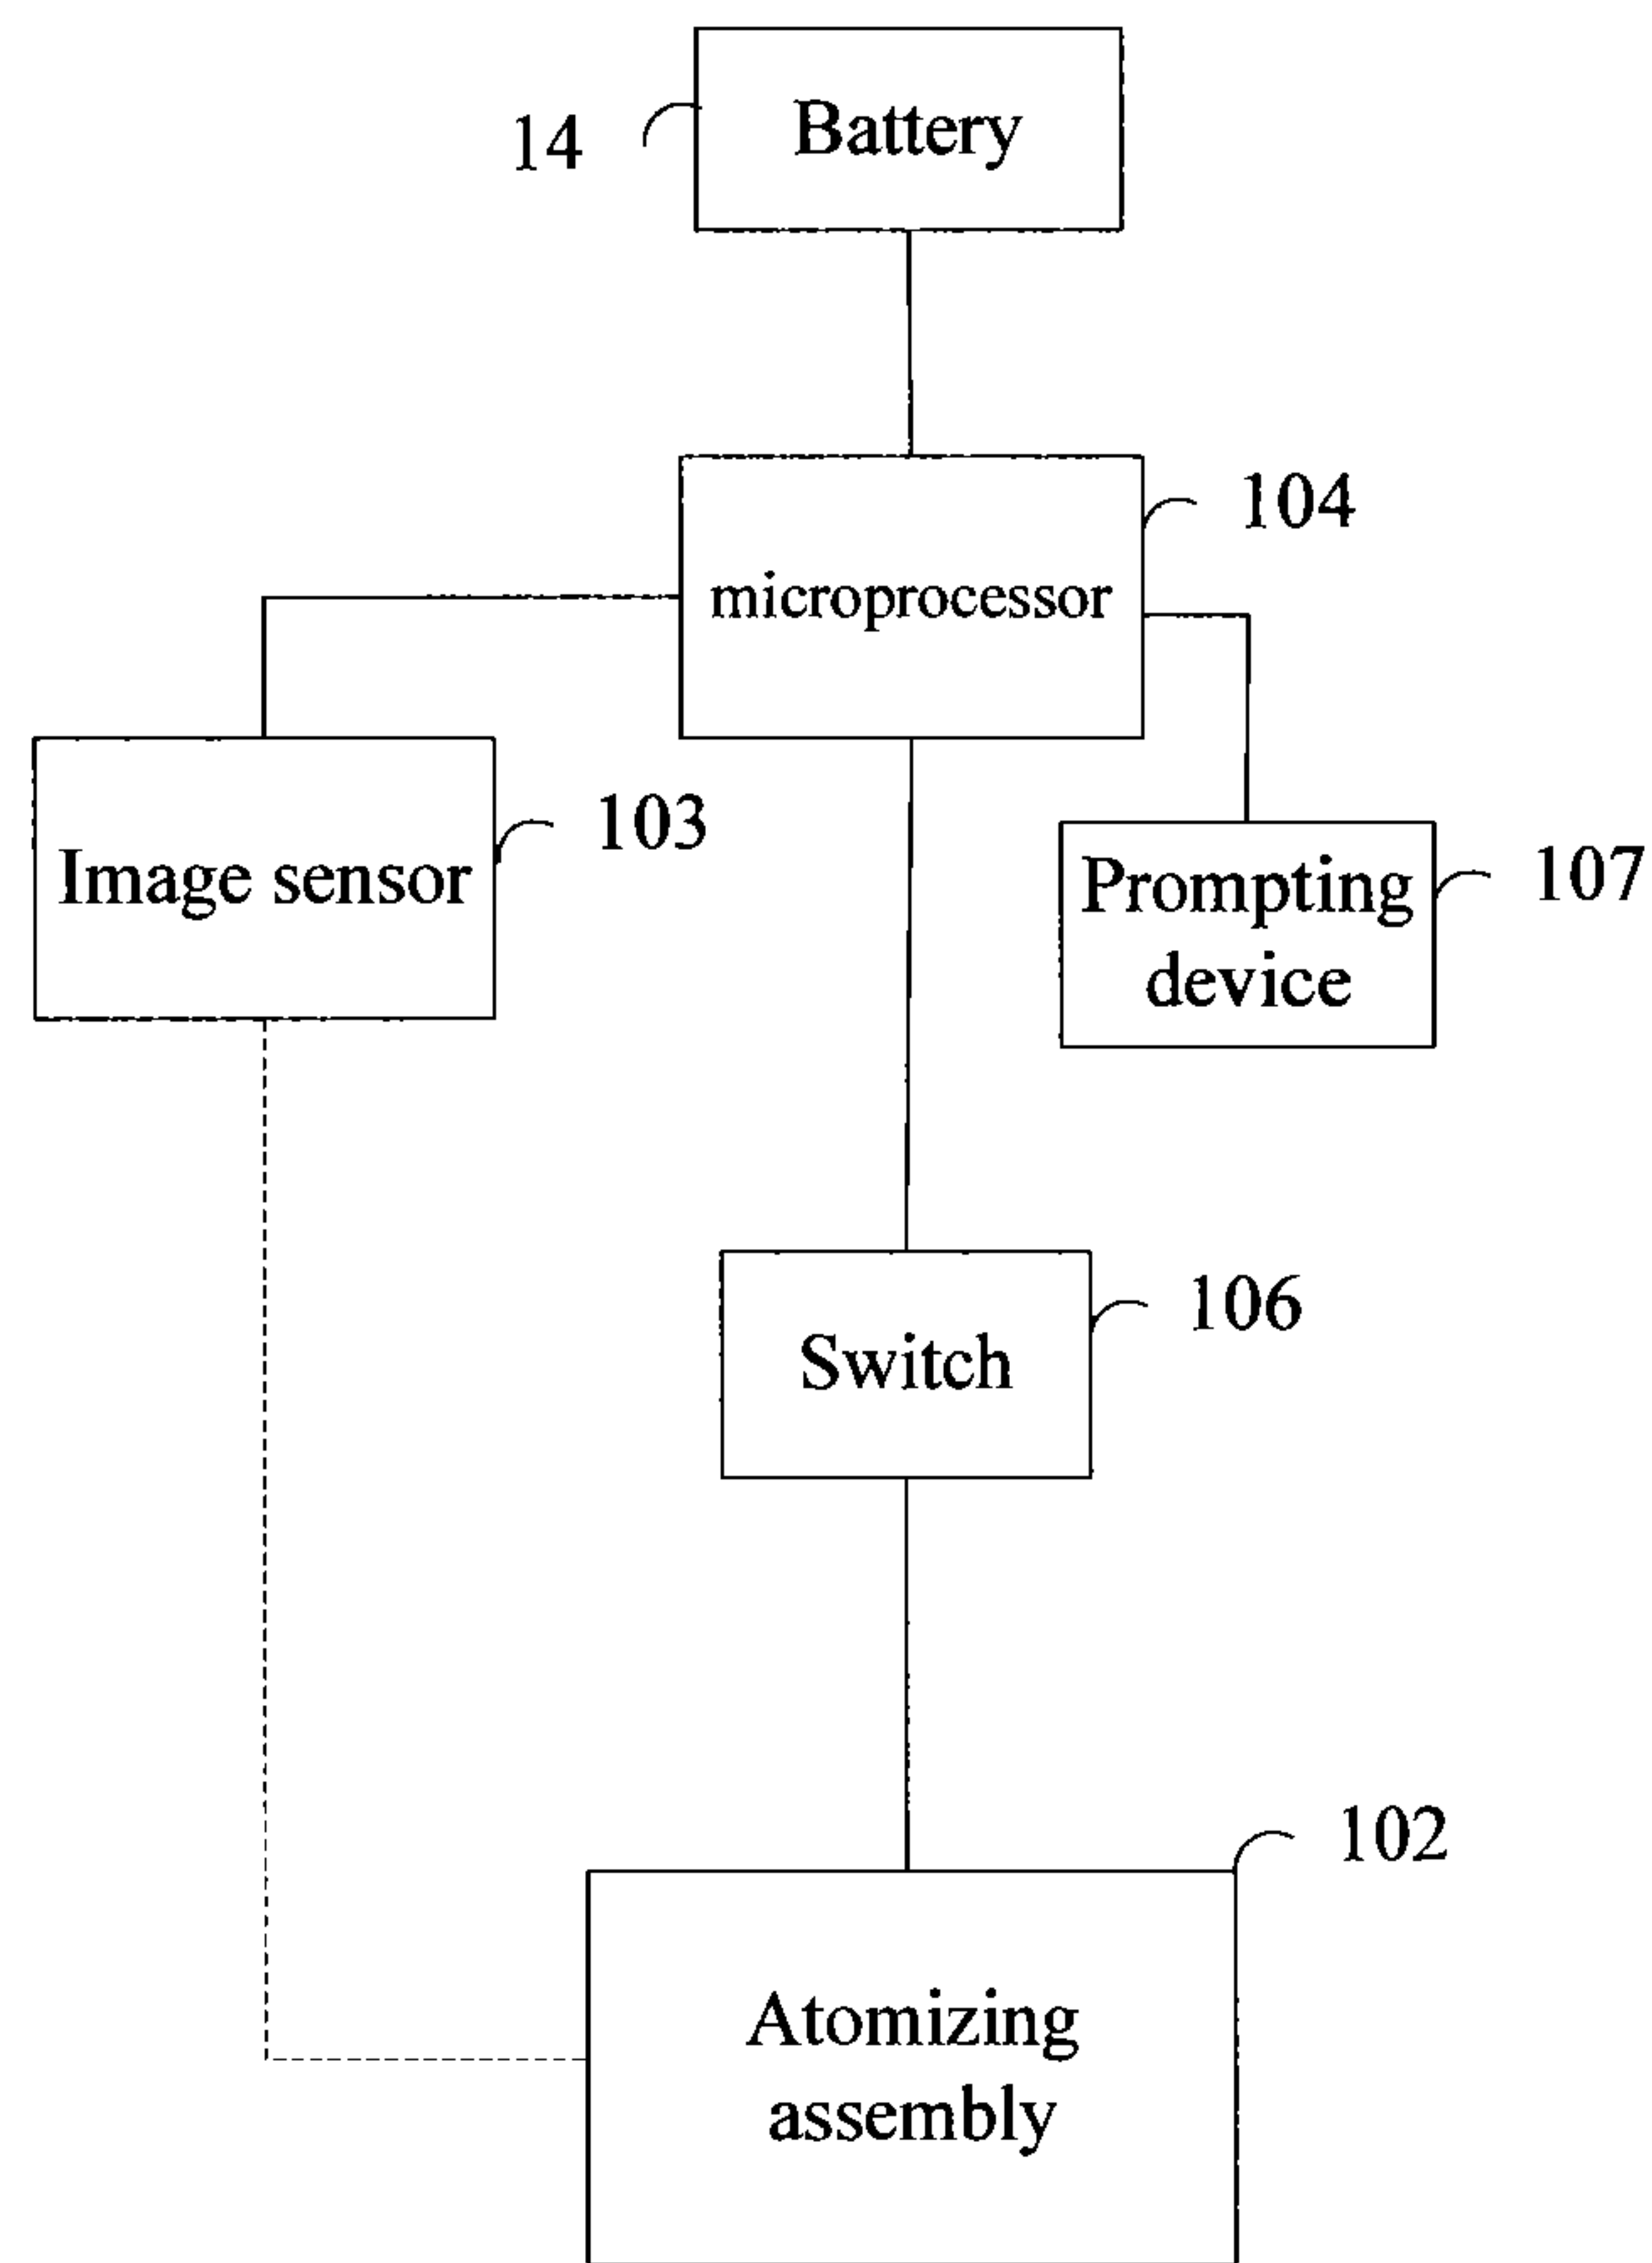 14
Battery
104
microprocessor
103
Image sensor
107
Prompting
device
106
Switch
102
Atomizing
assembly